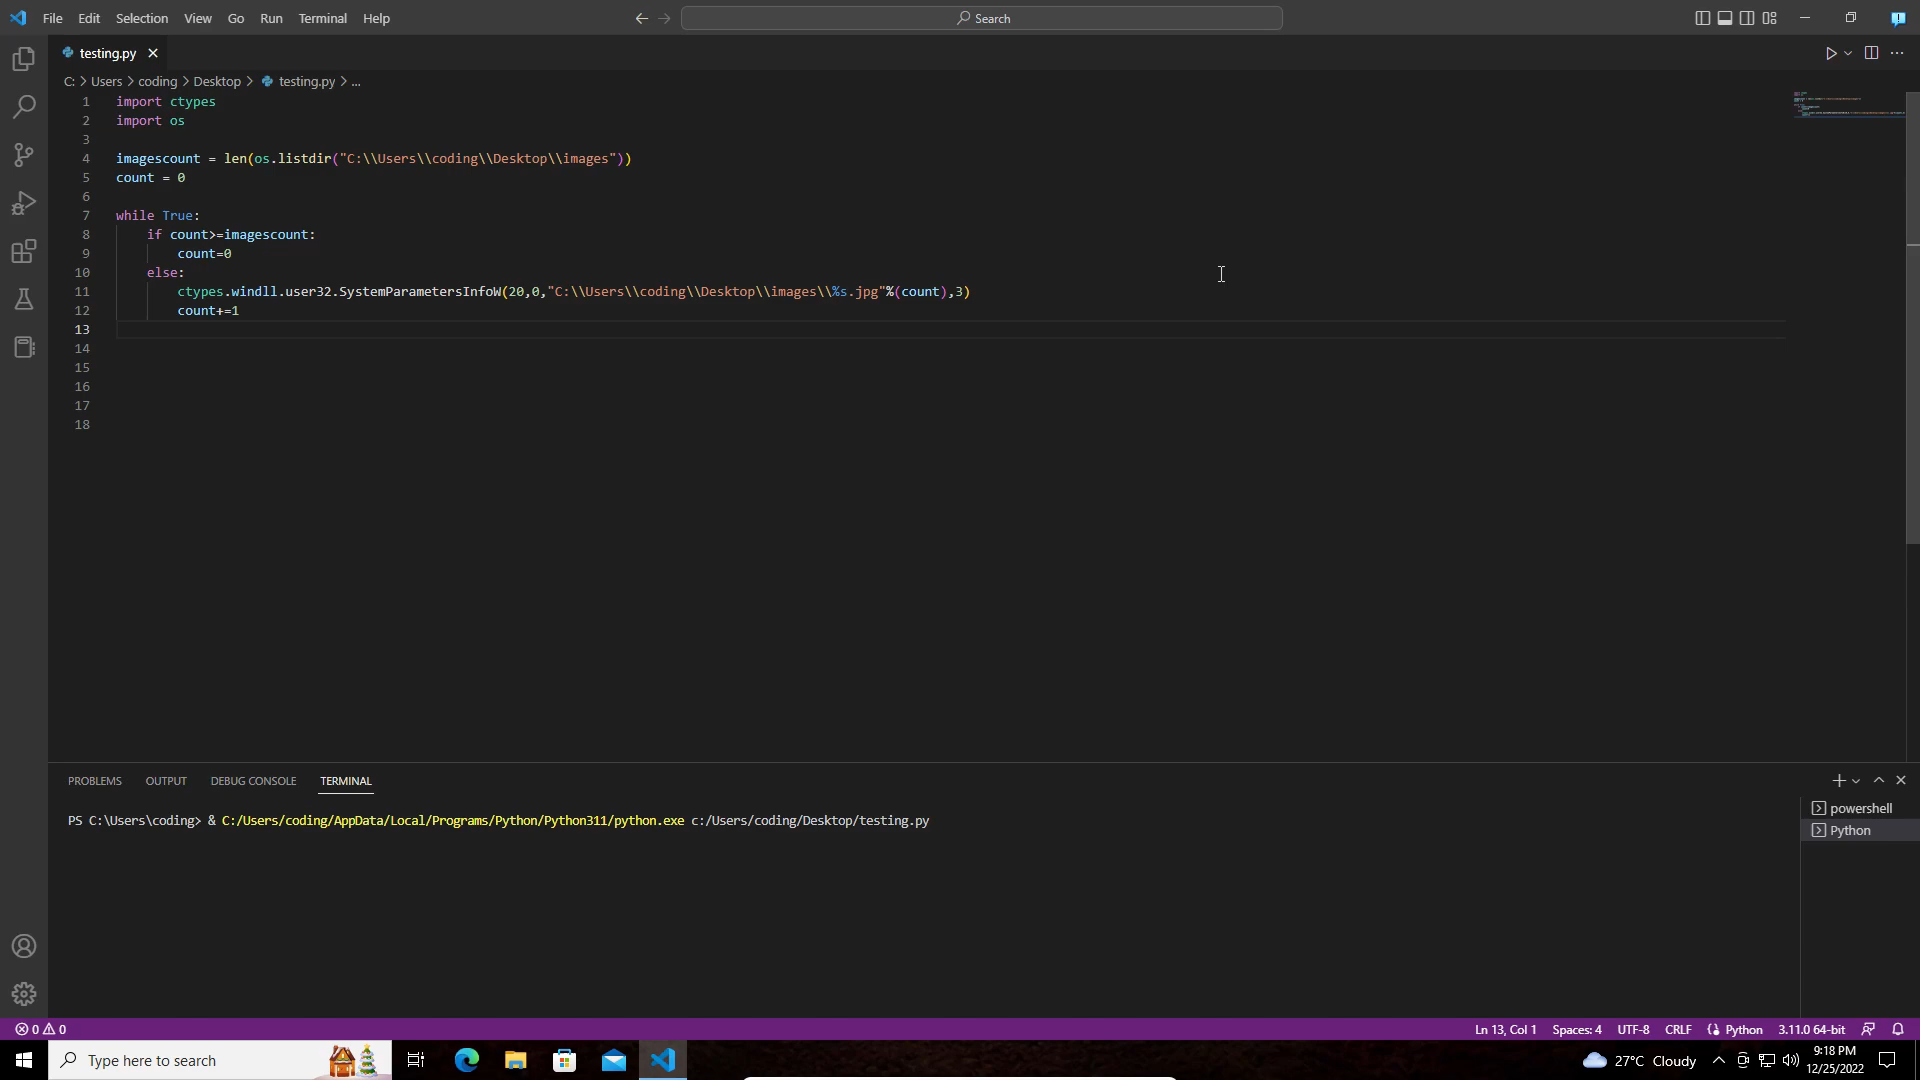 File Edit Selection View Go Run Terminal Help
Search
testing.py
C: > Users > coding > Desktop > testing.py > ...
1 import ctypes
2 import os
3
4 imagescount = len(os.listdir("C:\\Users\\coding\\Desktop\\images"))
5 count = 0
6
7 while True:
8 if count>=imagescount:
9 count=0
10 else:
11 ctypes.windll.user32.SystemParametersInfoW(20,0,"C:\\Users\\coding\\Desktop\\images\\%s.jpg"%(count),3)
12 count+=1
13
14
15
16
17
18
PROBLEMS OUTPUT DEBUG CONSOLE TERMINAL
PS C:\Users\coding> & C:/Users/coding/AppData/Local/Programs/Python/Python311/python.exe c:/Users/coding/Desktop/testing.py
powershell
Python
0 0 Ln 13, Col 1 Spaces: 4 UTF-8 CRLF Python 3.11.0 64-bit
Type here to search
27°C Cloudy
9:18 PM
12/25/2022